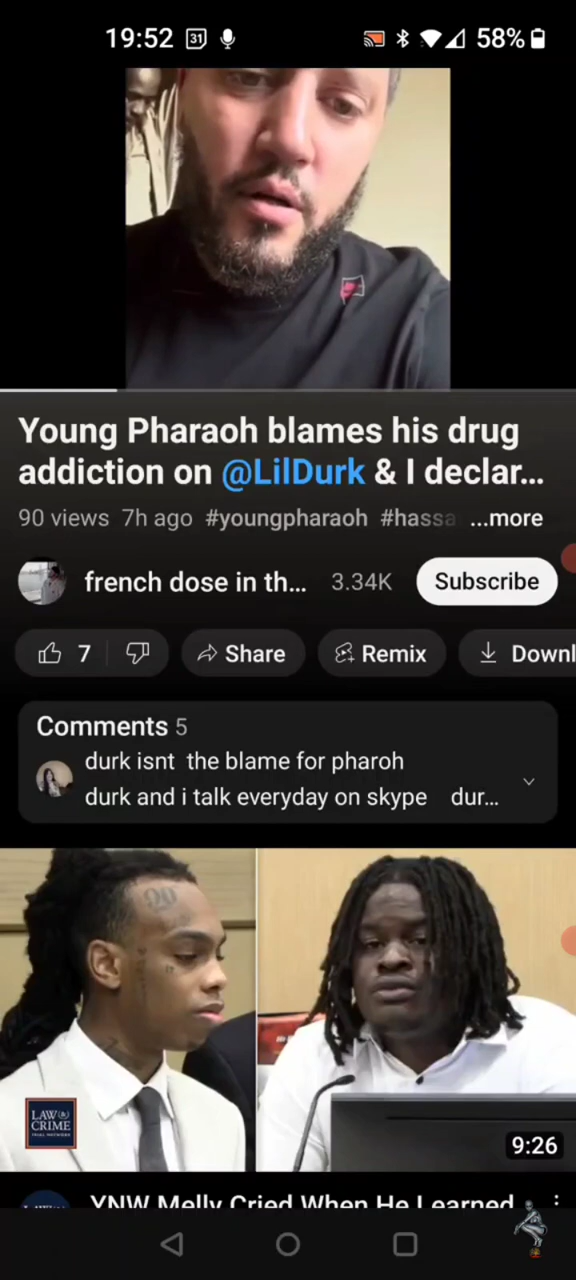 19:52 31 58%
Young Pharaoh blames his drug
addiction on @LilDurk & I declar...
90 views 7h ago #youngpharaoh #hassa ...more
french dose in th... 3.34K Subscribe
7 Share Remix Downl
Comments 5
durk isnt the blame for pharoh
durk and i talk everyday on skype dur...
LAW &
CRIME
9:26
YNW Melly Cried When He Learned